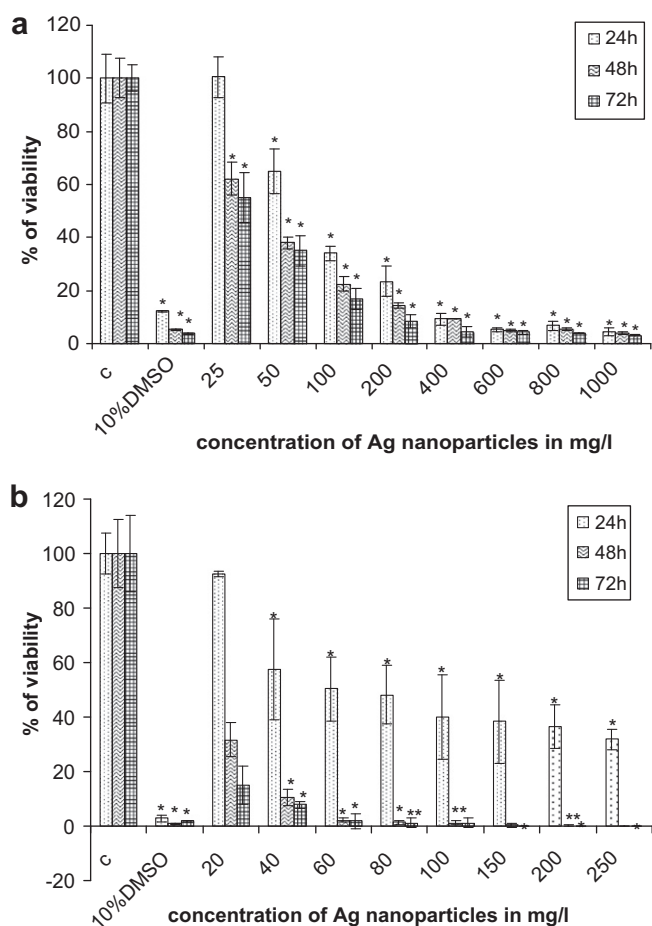 a
120
100
80
60
40
20
0
% of viability
24h
48h
72h
* * * * * * * * * * * * * * * * * * * * * * * * * *
c 10%DMSO 25 50 100 200 400 600 800 1000
concentration of Ag nanoparticles in mg/l
b
120
100
80
60
40
20
0
-20
% of viability
24h
48h
72h
* * * * * * * * * * ** * ** * * * ** * * *
c 10%DMSO 20 40 60 80 100 150 200 250
concentration of Ag nanoparticles in mg/l